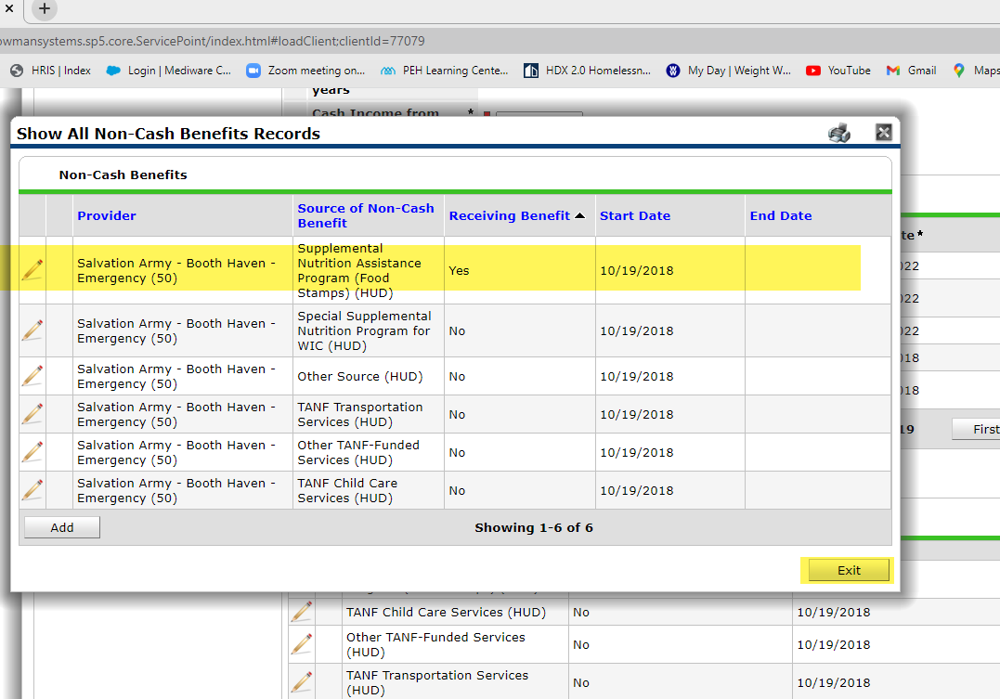 owmansystems.sp5.core.ServicePoint/index.html#loadClient;clientId=77079
HRIS | Index
Login | Mediware C...
Zoom meeting on...
PEH Learning Cente...
HDX 2.0 Homelessn...
My Day | Weight W...
YouTube
Gmail
Maps
years
Cash Income from *
Show All Non-Cash Benefits Records
Non-Cash Benefits
Provider
Source of Non-Cash
Benefit
Receiving Benefit
Start Date
End Date
Salvation Army - Booth Haven -
Emergency (50)
Supplemental
Nutrition Assistance
Program (Food
Stamps) (HUD)
Yes
10/19/2018
Salvation Army - Booth Haven -
Emergency (50)
Special Supplemental
Nutrition Program for
WIC (HUD)
No
10/19/2018
Salvation Army - Booth Haven -
Emergency (50)
Other Source (HUD)
No
10/19/2018
Salvation Army - Booth Haven -
Emergency (50)
TANF Transportation
Services (HUD)
No
10/19/2018
Salvation Army - Booth Haven -
Emergency (50)
Other TANF-Funded
Services (HUD)
No
10/19/2018
Salvation Army - Booth Haven -
Emergency (50)
TANF Child Care
Services (HUD)
No
10/19/2018
Add
Showing 1-6 of 6
Exit
te*
022
022
022
018
018
19
First
TANF Child Care Services (HUD)
No
10/19/2018
Other TANF-Funded Services
(HUD)
No
10/19/2018
TANF Transportation Services
(HUD)
No
10/19/2018